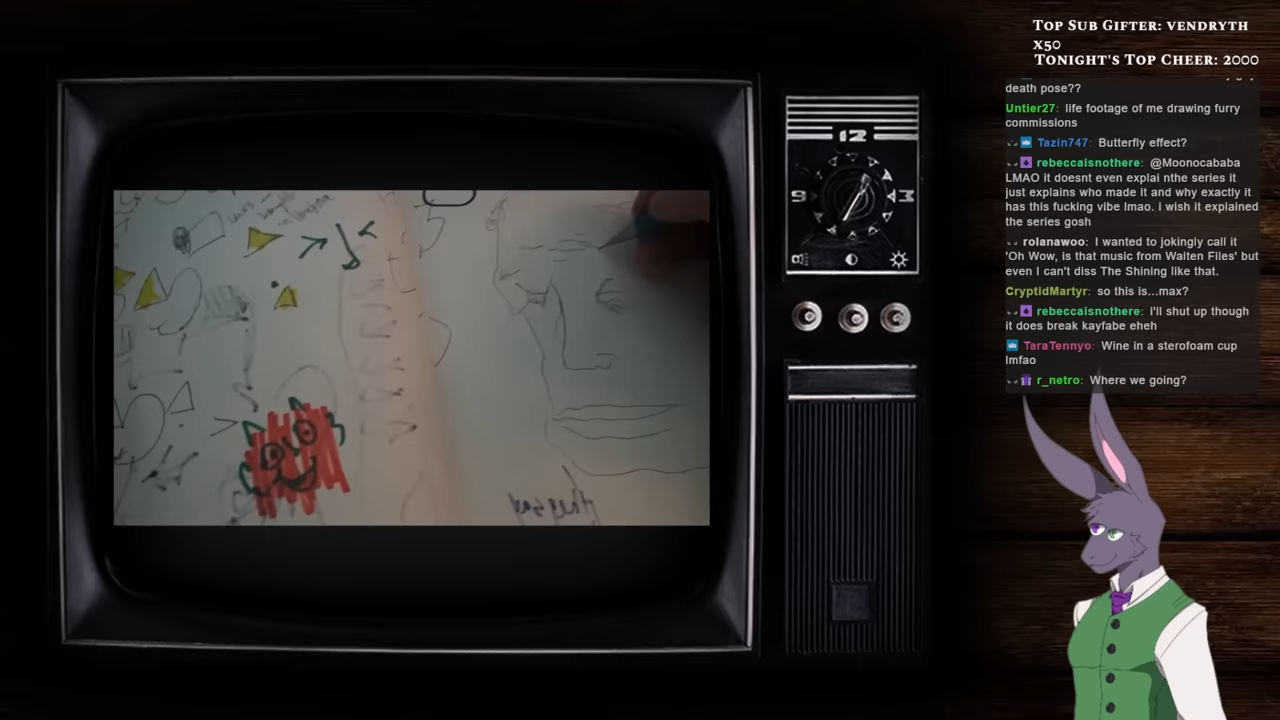 Top Sub Gifter: vendryth
x50
Tonight's Top Cheer: 2000
death pose??
Untier27: life footage of me drawing furry
commissions
Tazin747: Butterfly effect?
rebeccaisnothere: @Moonocababa
LMAO it doesnt even explai nthe series it
just explains who made it and why exactly it
has this fucking vibe lmao. i wish it explained
the series gosh
rolanawoo: I wanted to jokingly call it
'Oh Wow, is that music from Walten Files' but
even I can't diss The Shining like that.
CryptidMartyr: so this is...max?
rebeccaisnothere: i'll shut up though
it does break kayfabe eheh
TaraTennyo: Wine in a sterofoam cup
lmfao
r_netro: Where we going?
12
9
3